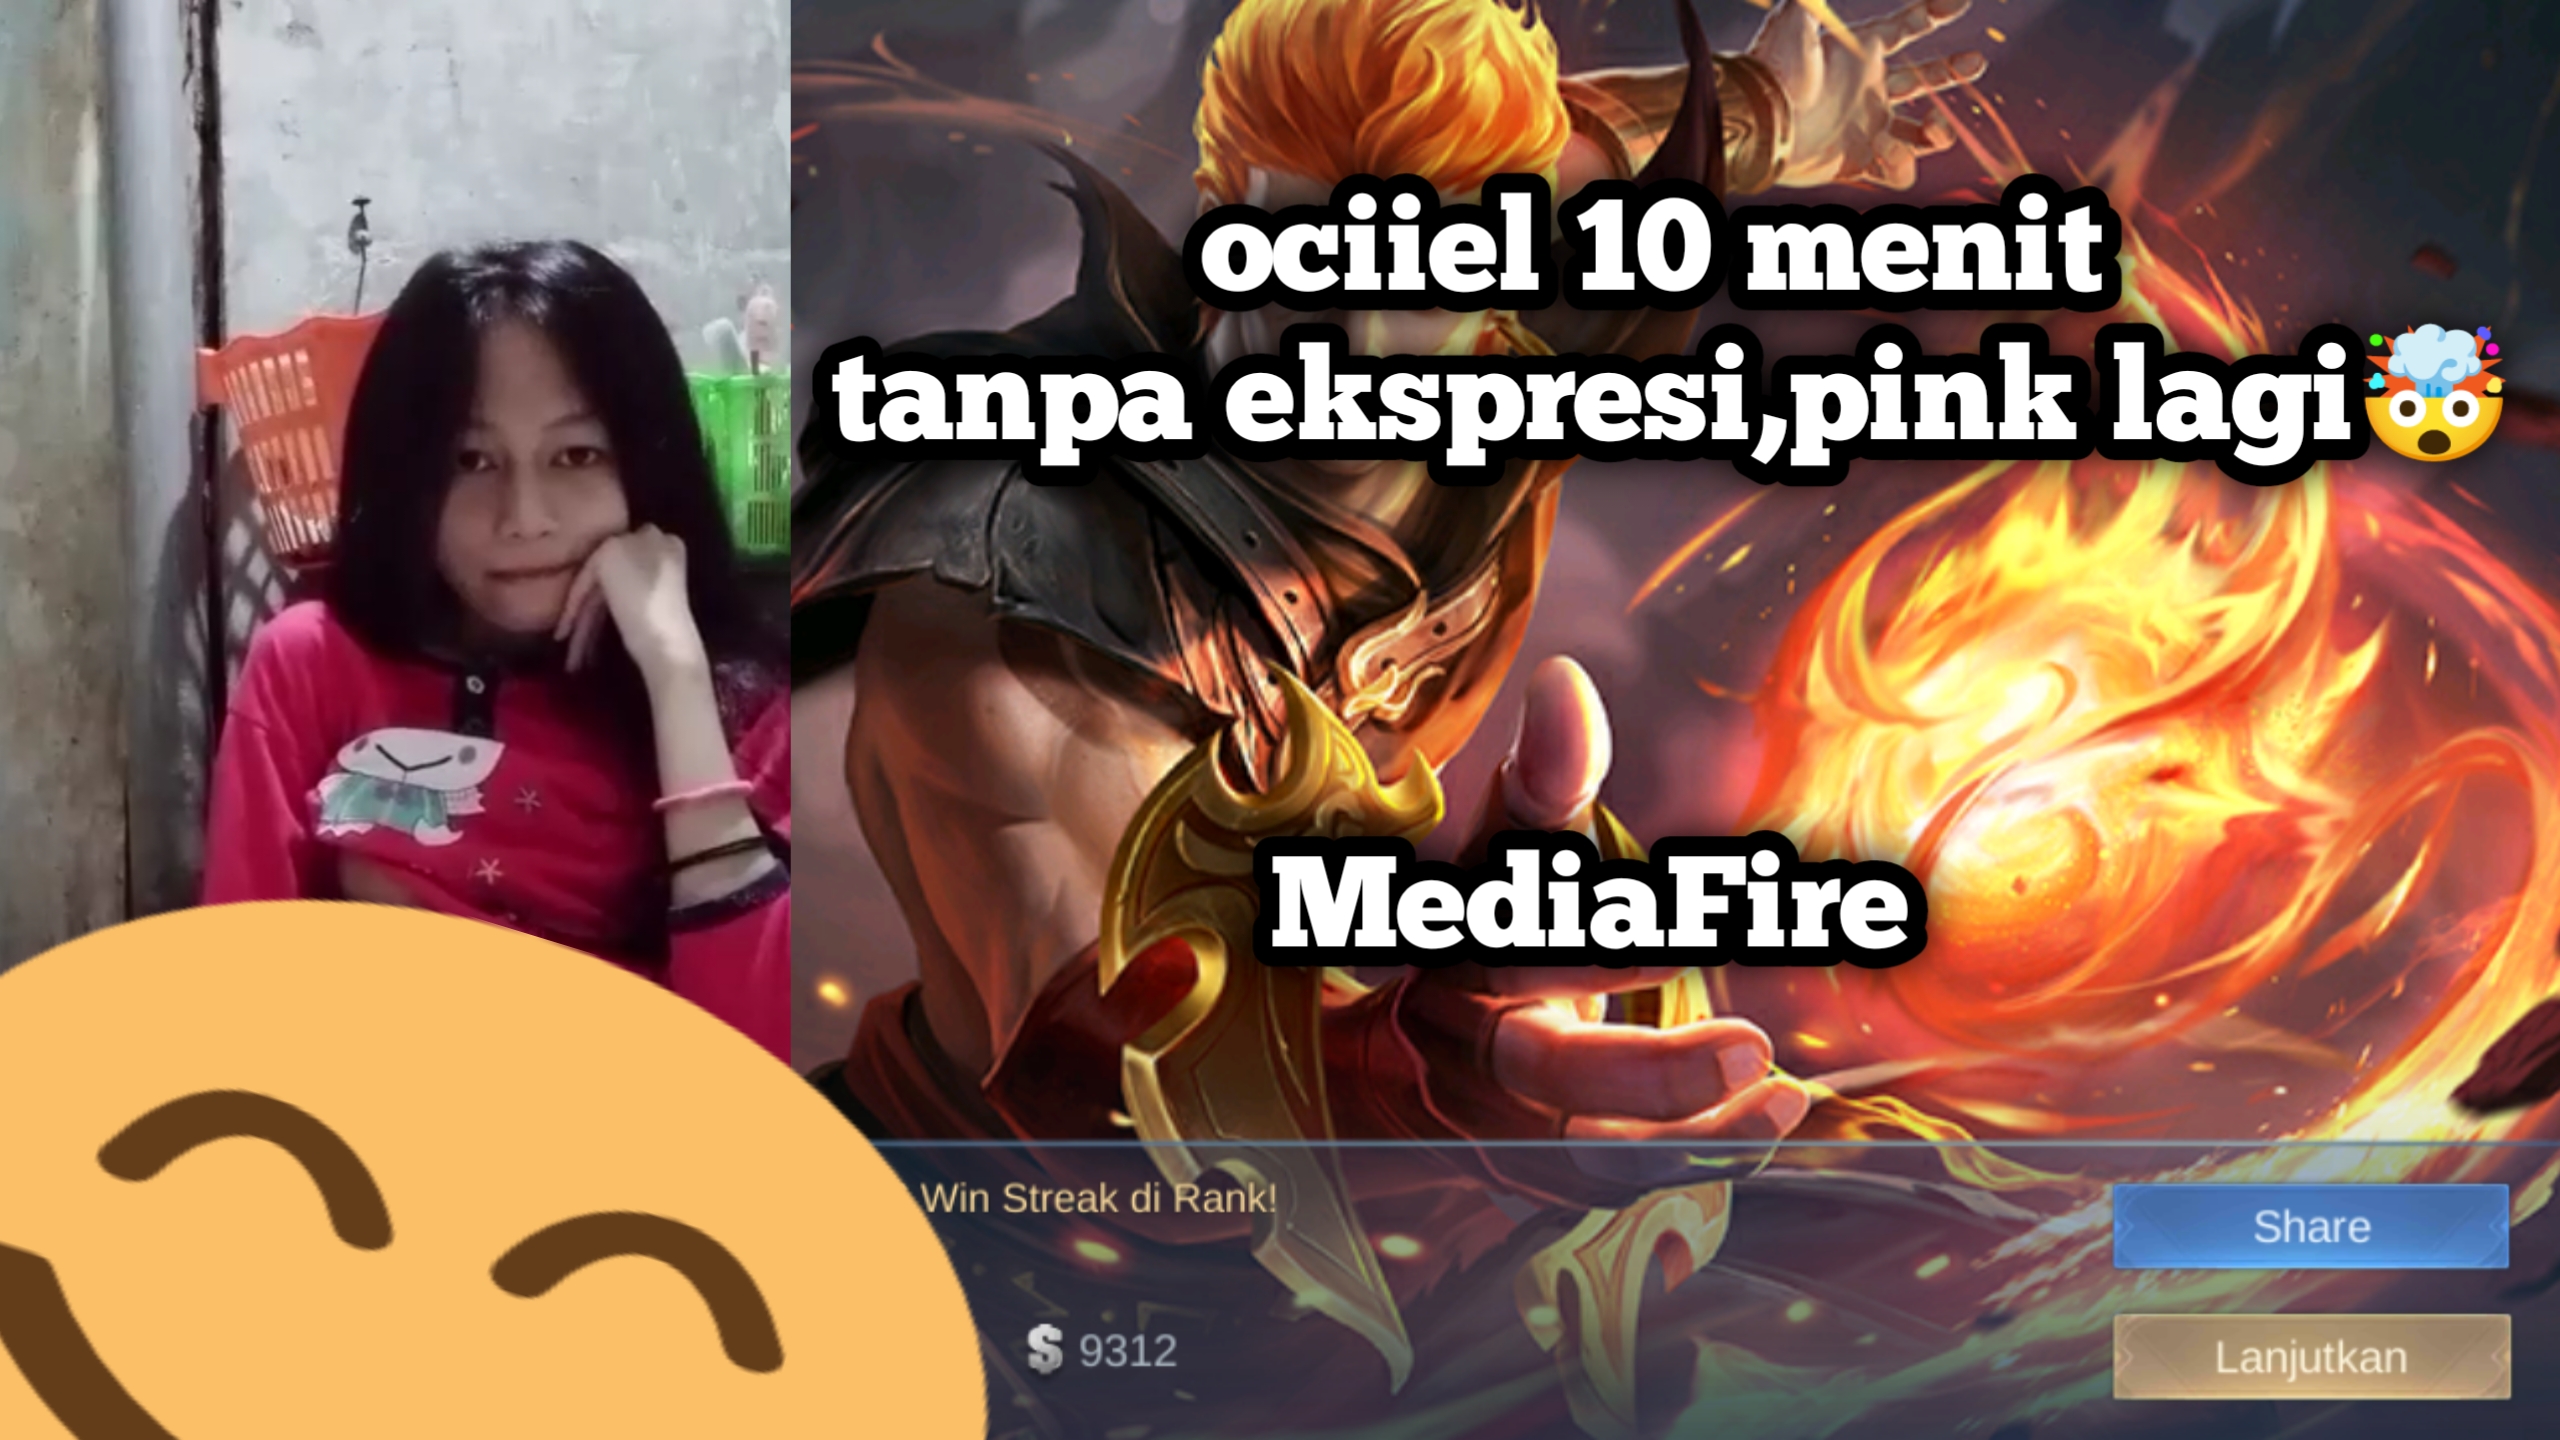 ociiel 10 menit
tanpa ekspresi,pink lagi🤯
MediaFire
Win Streak di Rank!
$ 9312
Share
Lanjutkan